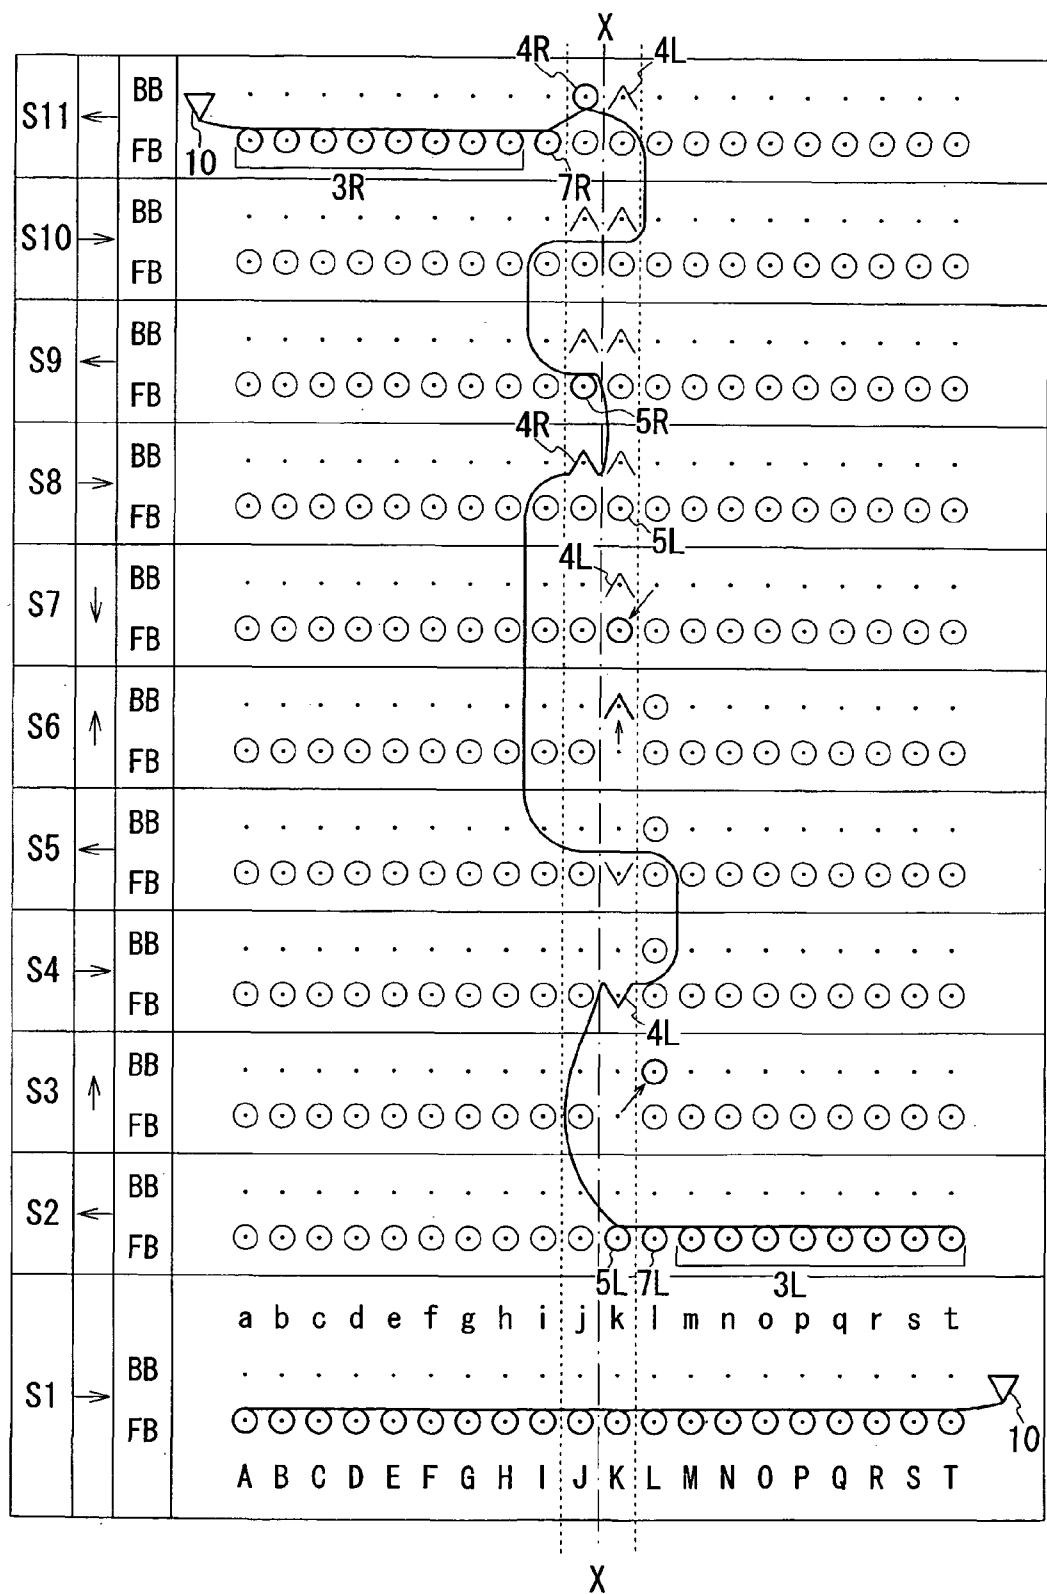 X
4R 4L
S11 BB
FB
10 3R 7R
S10 BB
FB
S9 BB
FB
5R
4R
S8 BB
FB
5L
4L
S7 BB
FB
S6 BB
FB
S5 BB
FB
S4 BB
FB
4L
S3 BB
FB
S2 BB
FB
5L 7L 3L
a b c d e f g h i j k l m n o p q r s t
S1 BB
FB
10
A B C D E F G H I J K L M N O P Q R S T
X